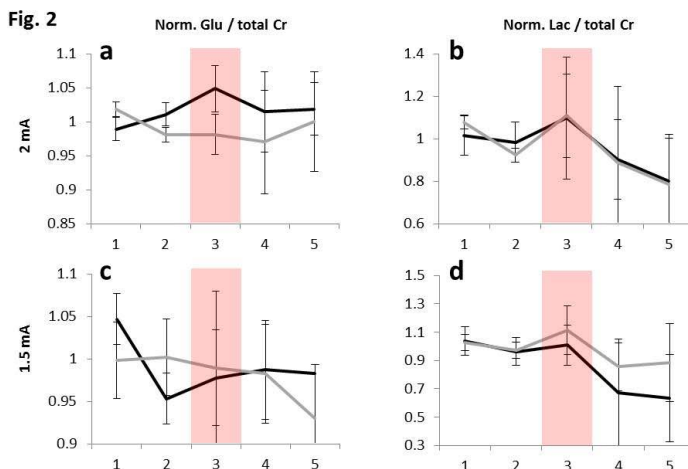 Fig. 2
Norm. Glu / total Cr
Norm. Lac / total Cr
a
b
2 mA
1.1
1.05
1
0.95
0.9
0.85
1 2 3 4 5
1.4
1.2
1
0.8
0.6
1 2 3 4 5
c
d
1.5 mA
1.1
1.05
1
0.95
0.9
1 2 3 4 5
1.5
1.3
1.1
0.9
0.7
0.5
0.3
1 2 3 4 5